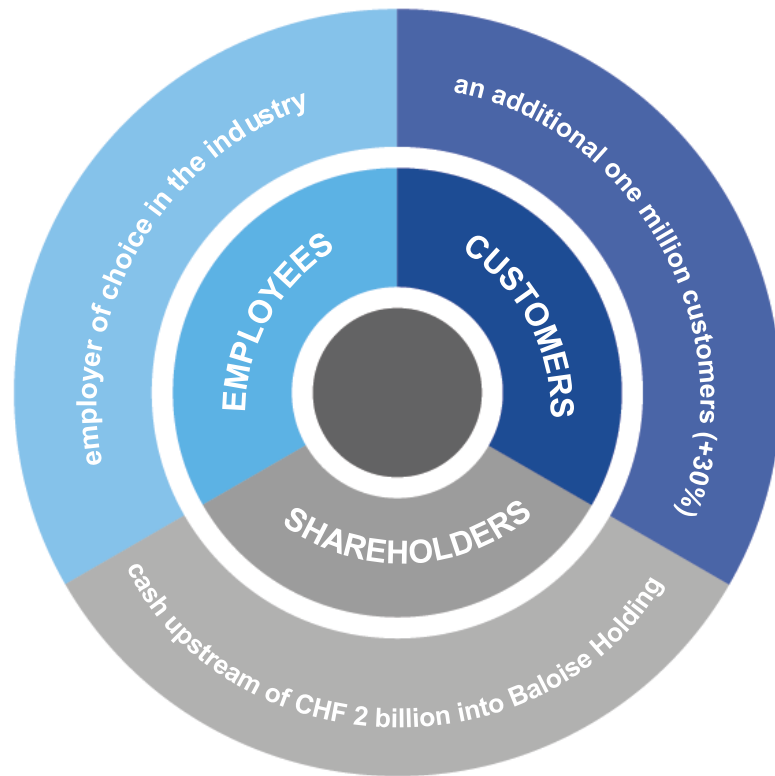 employer of choice in the industry
an additional one million customers (+30%)
EMPLOYEES
CUSTOMERS
SHAREHOLDERS
cash upstream of CHF 2 billion into Baloise Holding